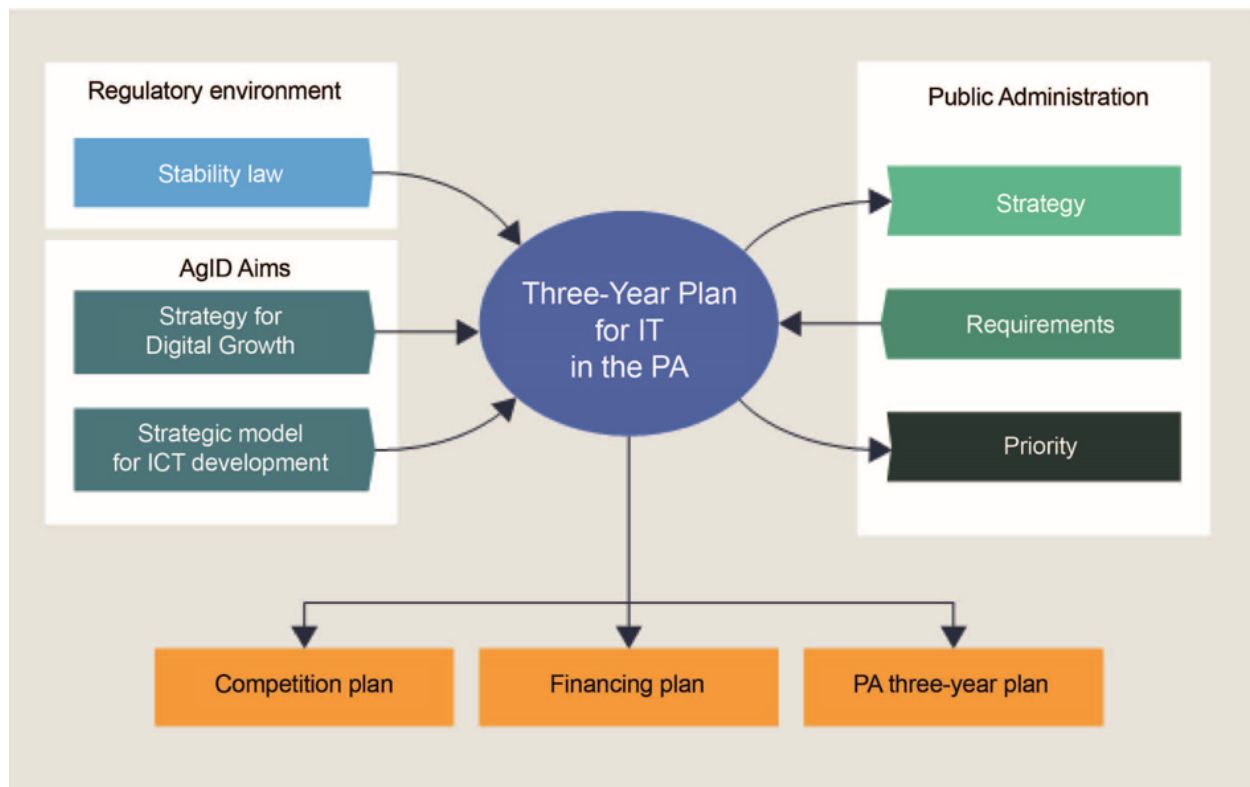 Regulatory environment
Stability law
AgID Aims
Strategy for
Digital Growth
Strategic model
for ICT development
Three-Year Plan
for IT
in the PA
Public Administration
Strategy
Requirements
Priority
Competition plan
Financing plan
PA three-year plan